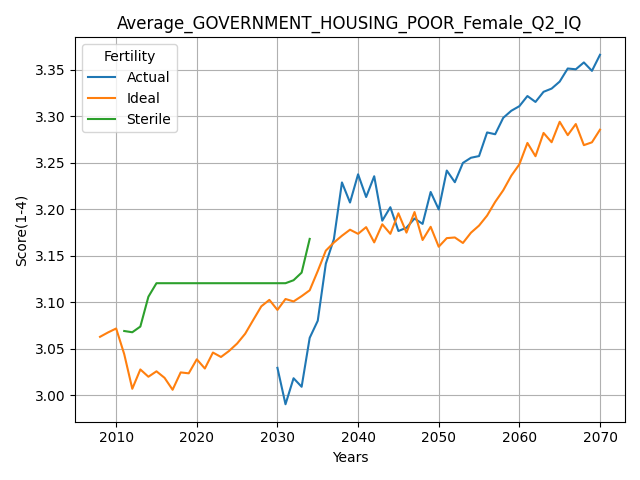 Average_GOVERNMENT_HOUSING_POOR_Female_Q2_IQ
Fertility
Actual
Ideal
Sterile
Score(1-4)
3.35
3.30
3.25
3.20
3.15
3.10
3.05
3.00
2010 2020 2030 2040 2050 2060 2070
Years